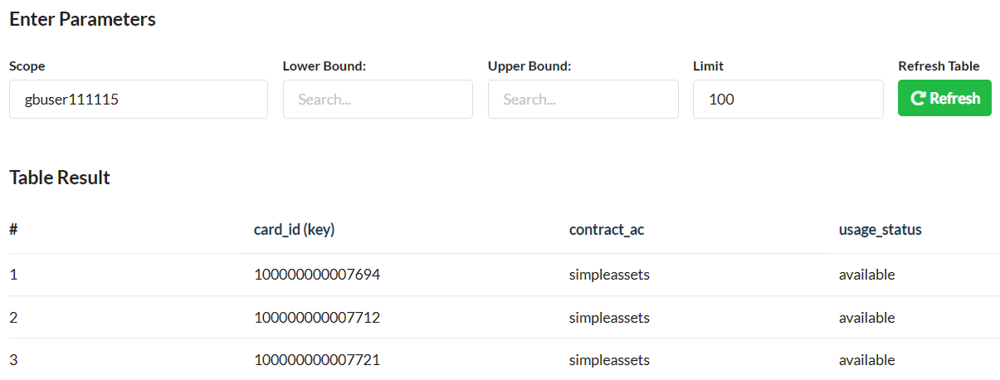 Enter Parameters
Scope Lower Bound: Upper Bound: Limit Refresh Table
gbuser111115 Search... Search... 100 Refresh
Table Result
# card_id (key) contract_ac usage_status
1 100000000007694 simpleassets available
2 100000000007712 simpleassets available
3 100000000007721 simpleassets available